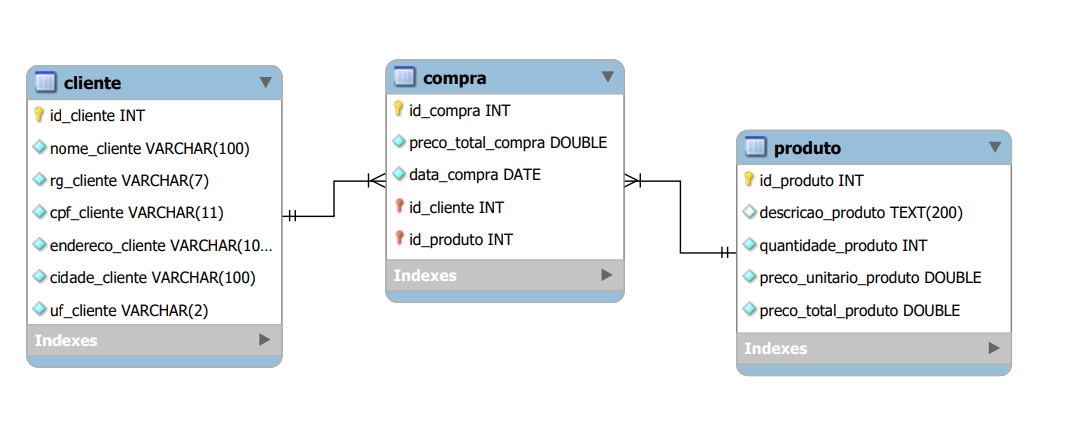 cliente
id_cliente INT
nome_cliente VARCHAR(100)
rg_cliente VARCHAR(7)
cpf_cliente VARCHAR(11)
endereco_cliente VARCHAR(10...
cidade_cliente VARCHAR(100)
uf_cliente VARCHAR(2)
Indexes
compra
id_compra INT
preco_total_compra DOUBLE
data_compra DATE
id_cliente INT
id_produto INT
Indexes
produto
id_produto INT
descricao_produto TEXT(200)
quantidade_produto INT
preco_unitario_produto DOUBLE
preco_total_produto DOUBLE
Indexes